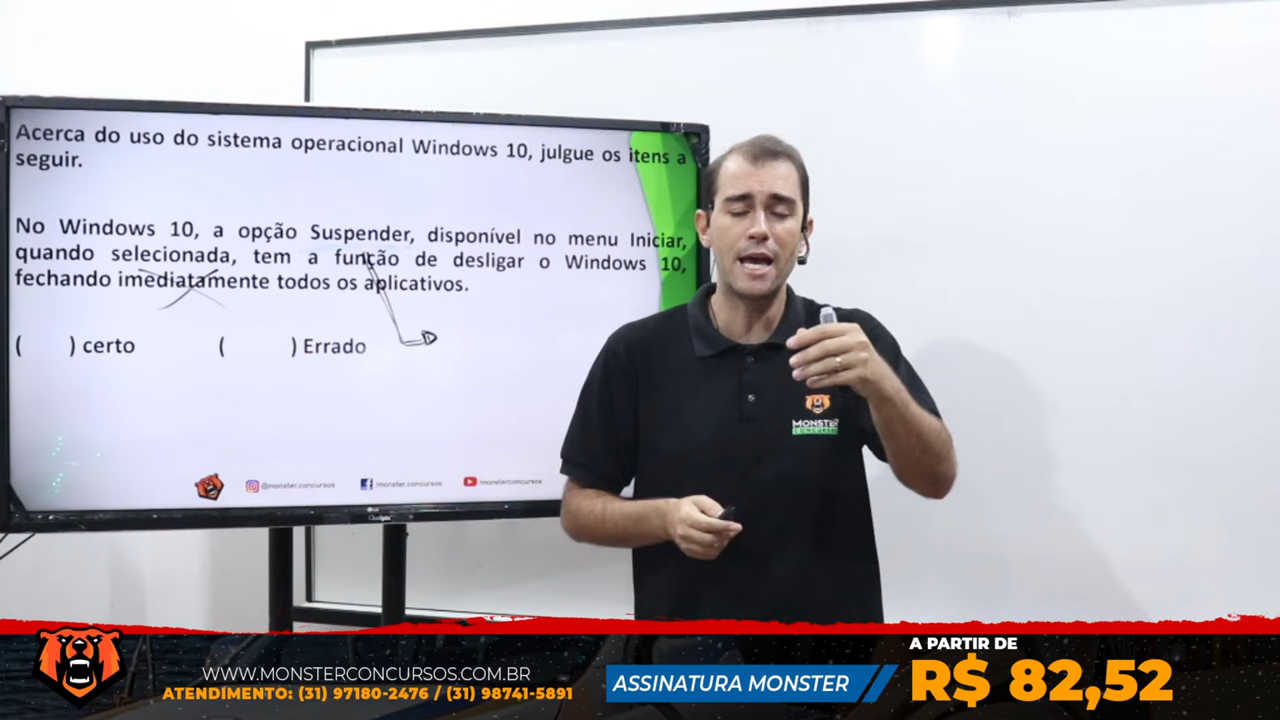 Acerca do uso do sistema operacional Windows 10, julgue os itens a
seguir.
No Windows 10, a opção Suspender, disponível no menu Iniciar,
quando selecionada, tem a função de desligar o Windows 10,
fechando imediatamente todos os aplicativos.
( ) certo ( ) Errado
@monster.concursos /monster.concursos /monsterconcursos
LG
MONSTER
CONCURSOS
WWW.MONSTERCONCURSOS.COM.BR
ATENDIMENTO: (31) 97180-2476 / (31) 98741-5891
ASSINATURA MONSTER
A PARTIR DE
R$ 82,52